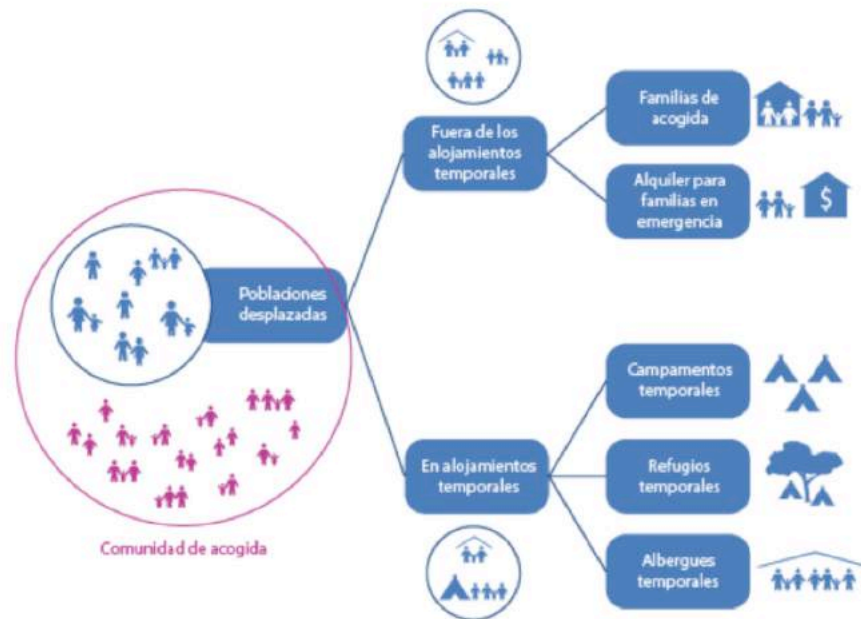 Fuera de los
alojamientos
temporales
Familias de
acogida
Alquiler para
familias en
emergencia
$
Poblaciones
desplazadas
Comunidad de acogida
En alojamientos
temporales
Campamentos
temporales
Refugios
temporales
Albergues
temporales